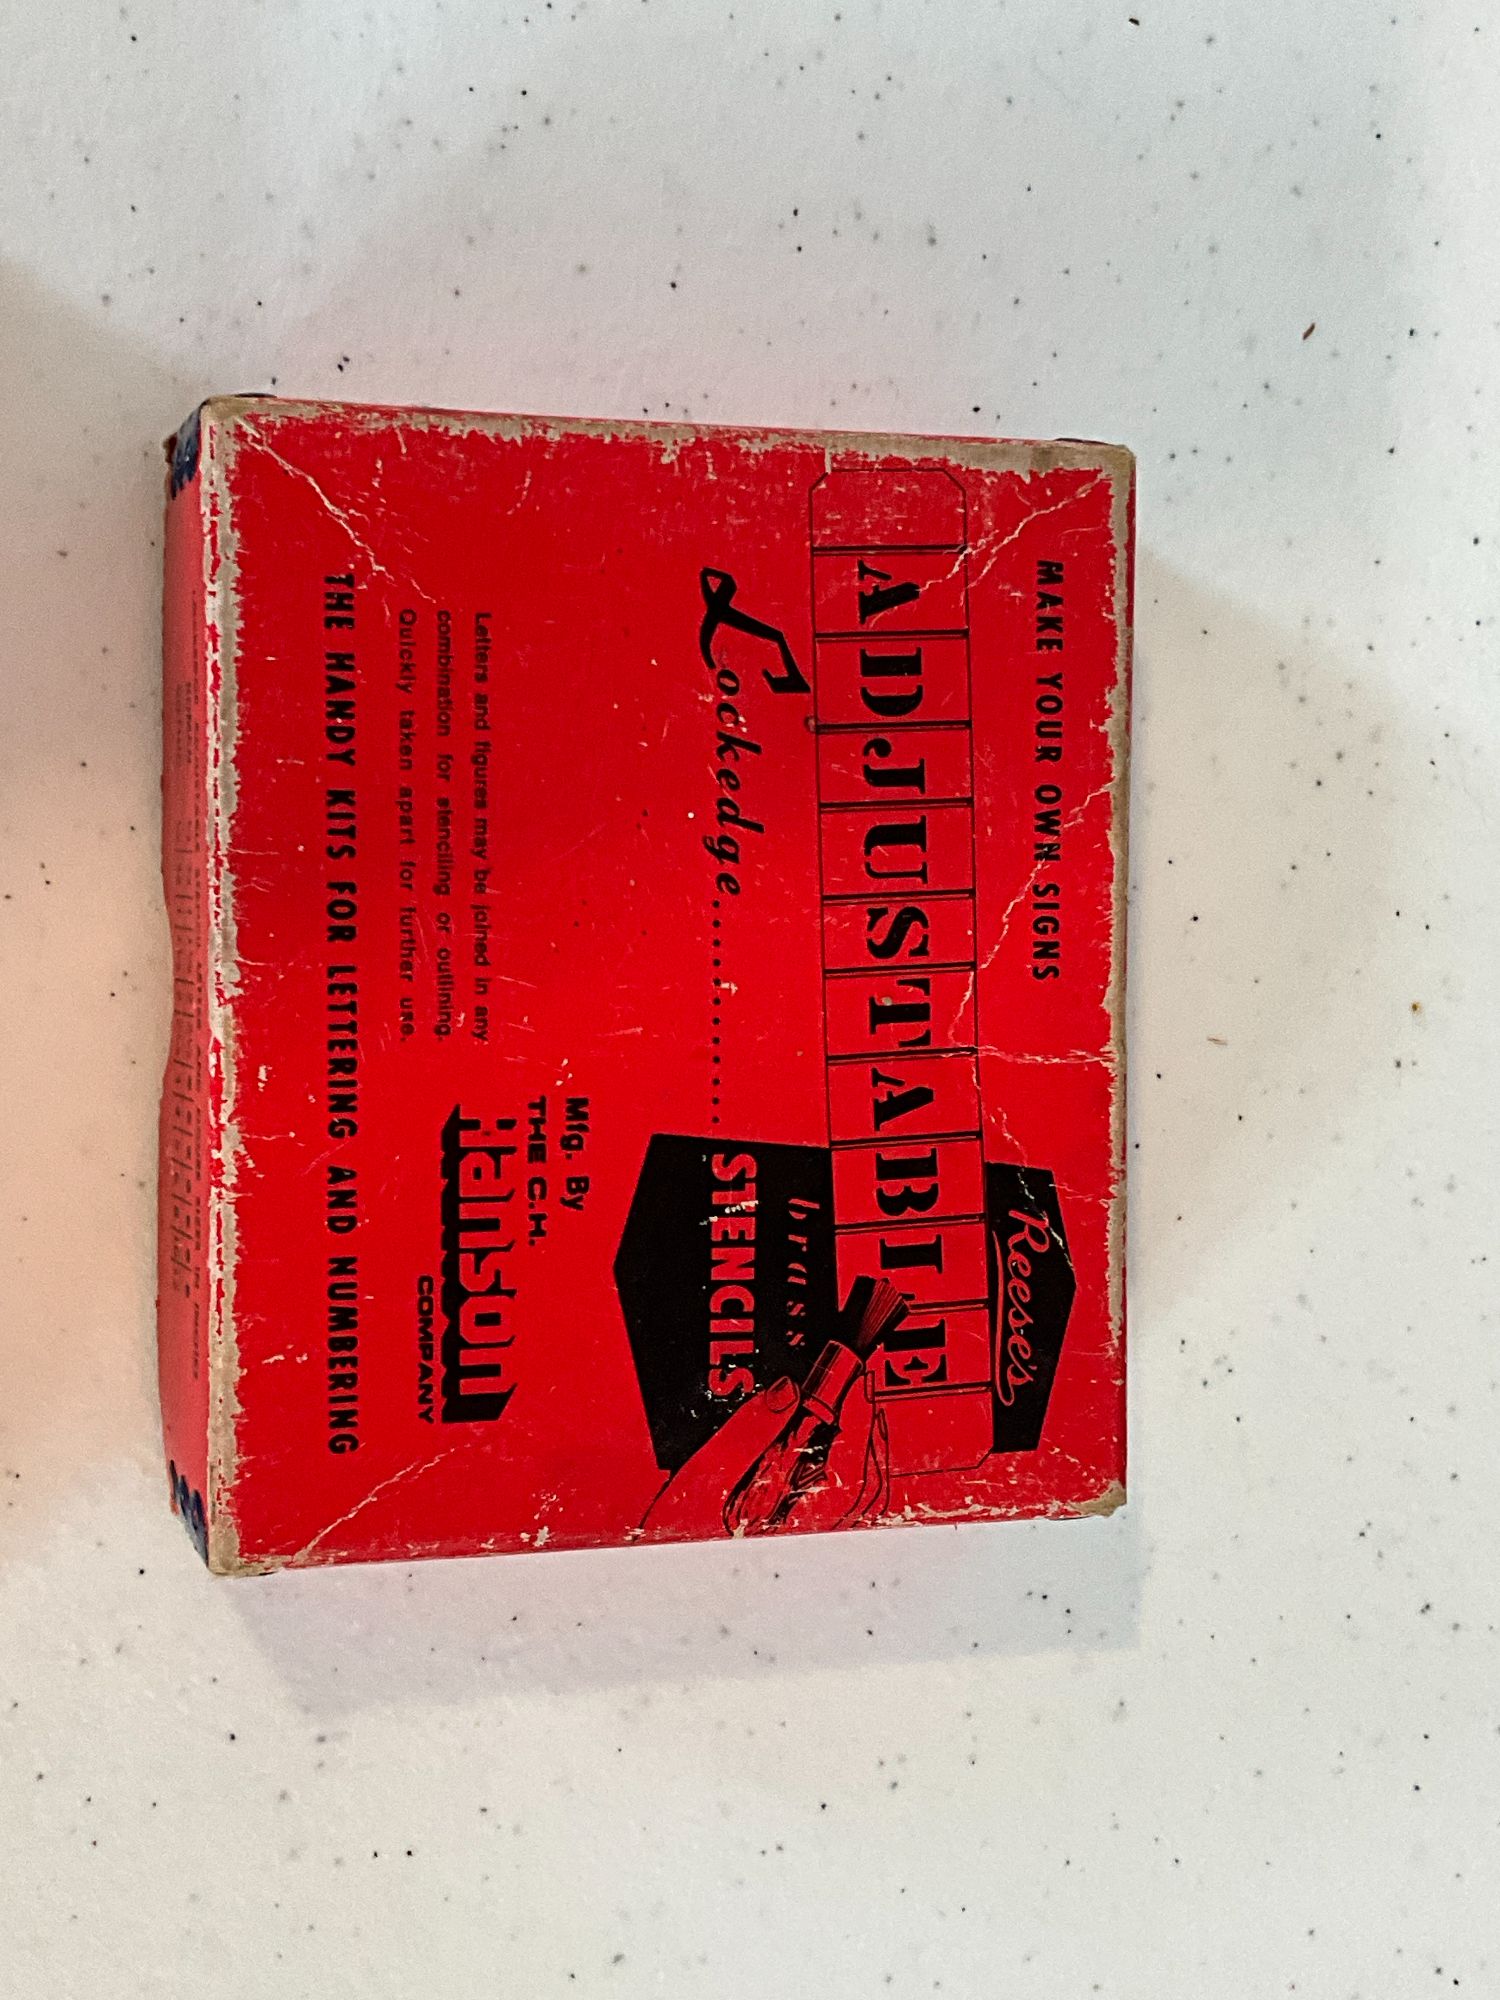 MAKE YOUR OWN SIGNS
Reese's
ADJUSTABLE
brass
Lockedge............ STENCILS
Mfg. By
THE C.H.
Hanson
COMPANY
Letters and figures may be joined in any
combination for stenciling or outlining.
Quickly taken apart for further use.
THE HANDY KITS FOR LETTERING AND NUMBERING